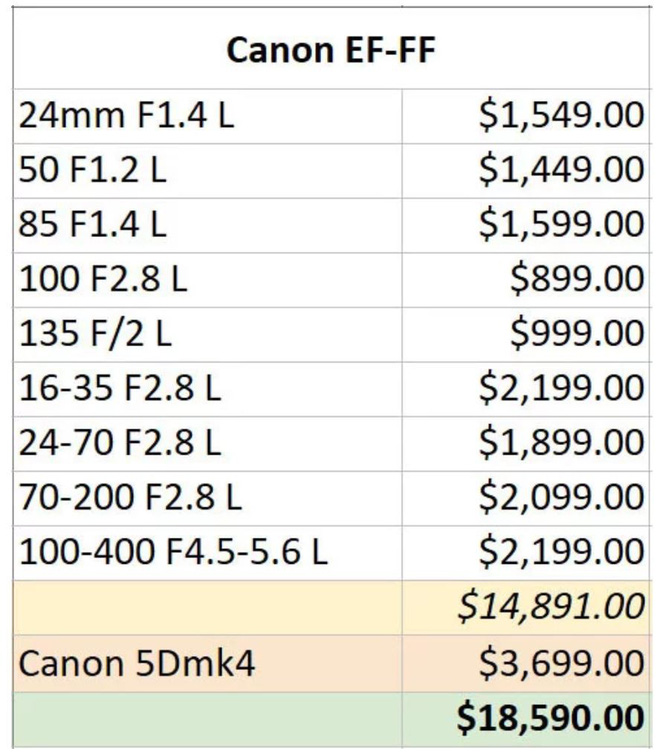 Canon EF-FF
24mm F1.4 L $1,549.00
50 F1.2 L $1,449.00
85 F1.4 L $1,599.00
100 F2.8 L $899.00
135 F/2 L $999.00
16-35 F2.8 L $2,199.00
24-70 F2.8 L $1,899.00
70-200 F2.8 L $2,099.00
100-400 F4.5-5.6 L $2,199.00
$14,891.00
Canon 5Dmk4 $3,699.00
$18,590.00